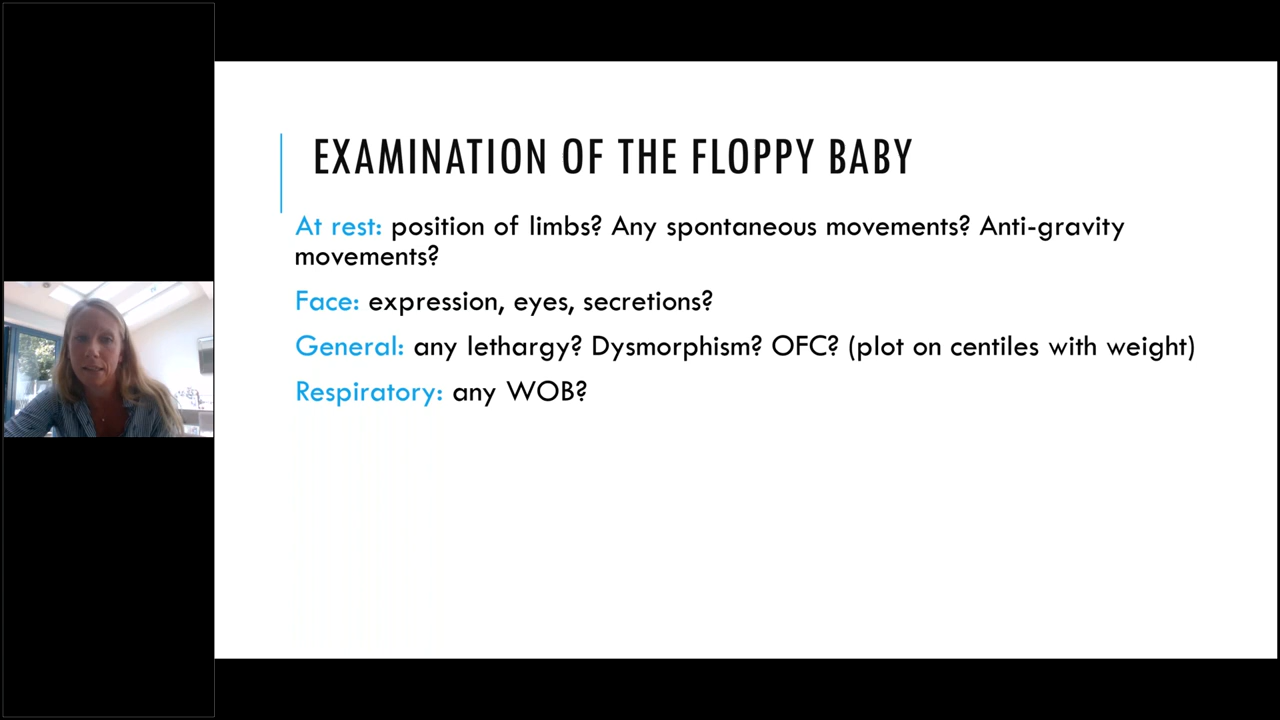 EXAMINATION OF THE FLOPPY BABY
At rest: position of limbs? Any spontaneous movements? Anti-gravity
movements?
Face: expression, eyes, secretions?
General: any lethargy? Dysmorphism? OFC? (plot on centiles with weight)
Respiratory: any WOB?